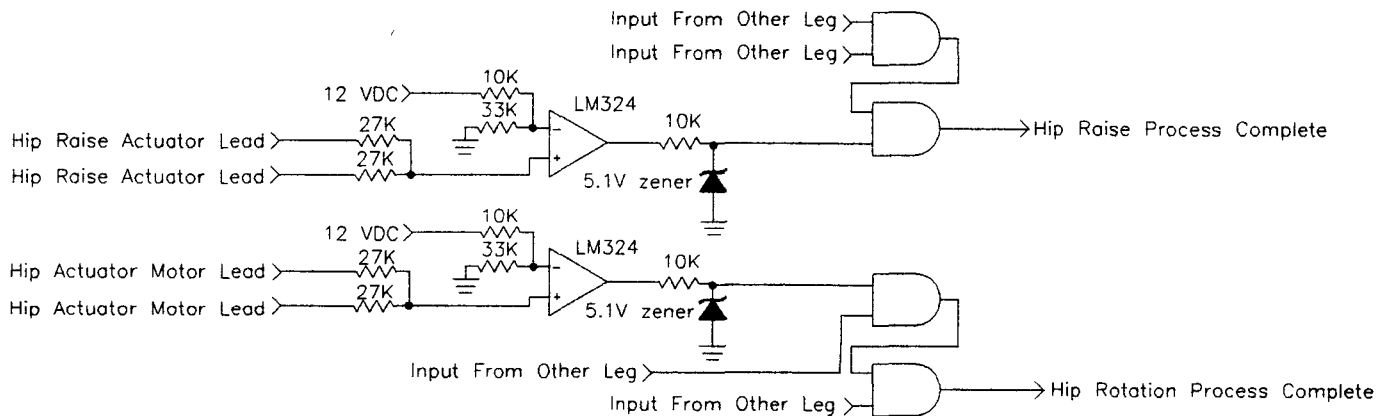 Input From Other Leg
Input From Other Leg
10K
12 VDC
33K
LM324
27K
Hip Raise Actuator Lead
10K
Hip Raise Process Complete
27K
Hip Raise Actuator Lead
5.1V zener
10K
12 VDC
33K
LM324
27K
Hip Actuator Motor Lead
10K
27K
Hip Actuator Motor Lead
5.1V zener
Input From Other Leg
Hip Rotation Process Complete
Input From Other Leg
- 
+
-
+